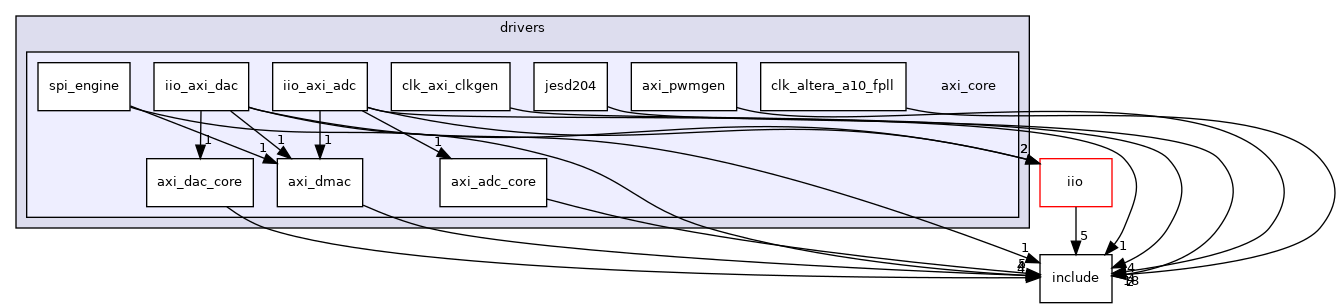 drivers
spi_engine
iio_axi_dac
iio_axi_adc
clk_axi_clkgen
jesd204
axi_pwmgen
clk_altera_a10_fpll
axi_core
1
1
1
1
1
2
axi_dac_core
axi_dmac
axi_adc_core
iio
5
1
1
4
include